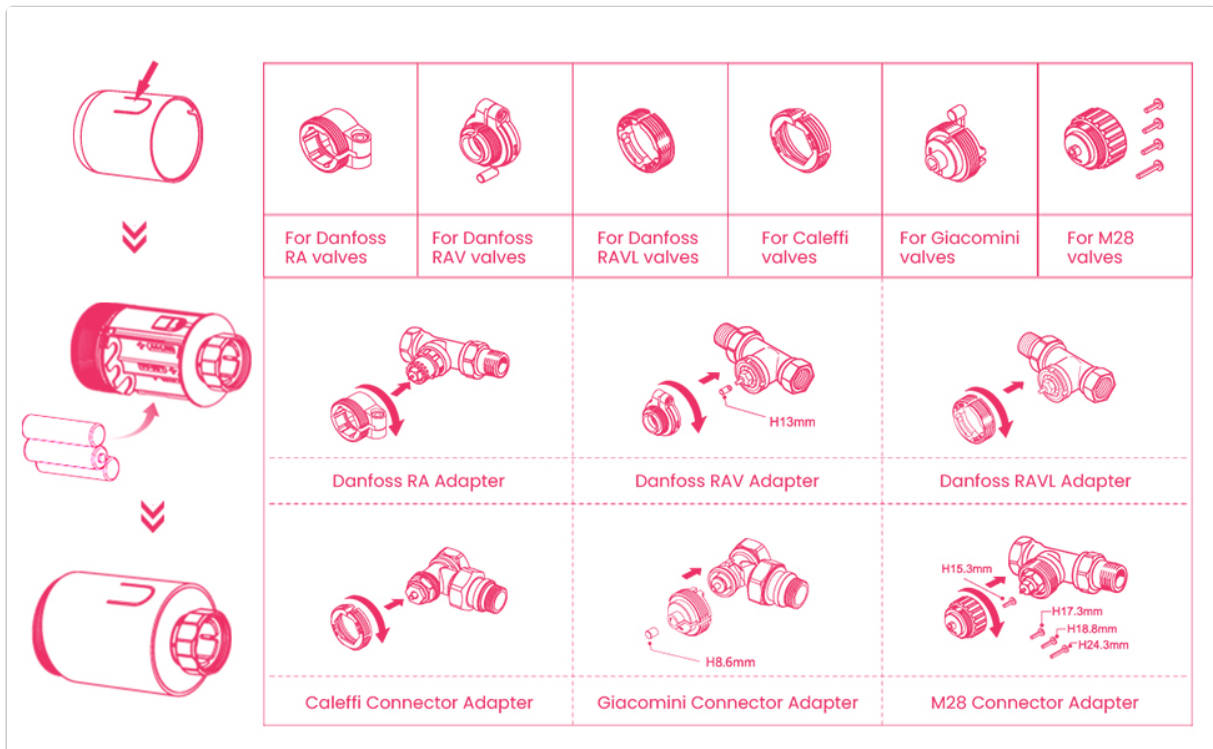 For Danfoss
RA valves
For Danfoss
RAV valves
For Danfoss
RAVL valves
For Caleffi
valves
For Giacomini
valves
For M28
valves
H13mm
Danfoss RA Adapter
Danfoss RAV Adapter
Danfoss RAVL Adapter
H15.3mm
H17.3mm
H18.8mm
H24.3mm
H8.6mm
Caleffi Connector Adapter
Giacomini Connector Adapter
M28 Connector Adapter